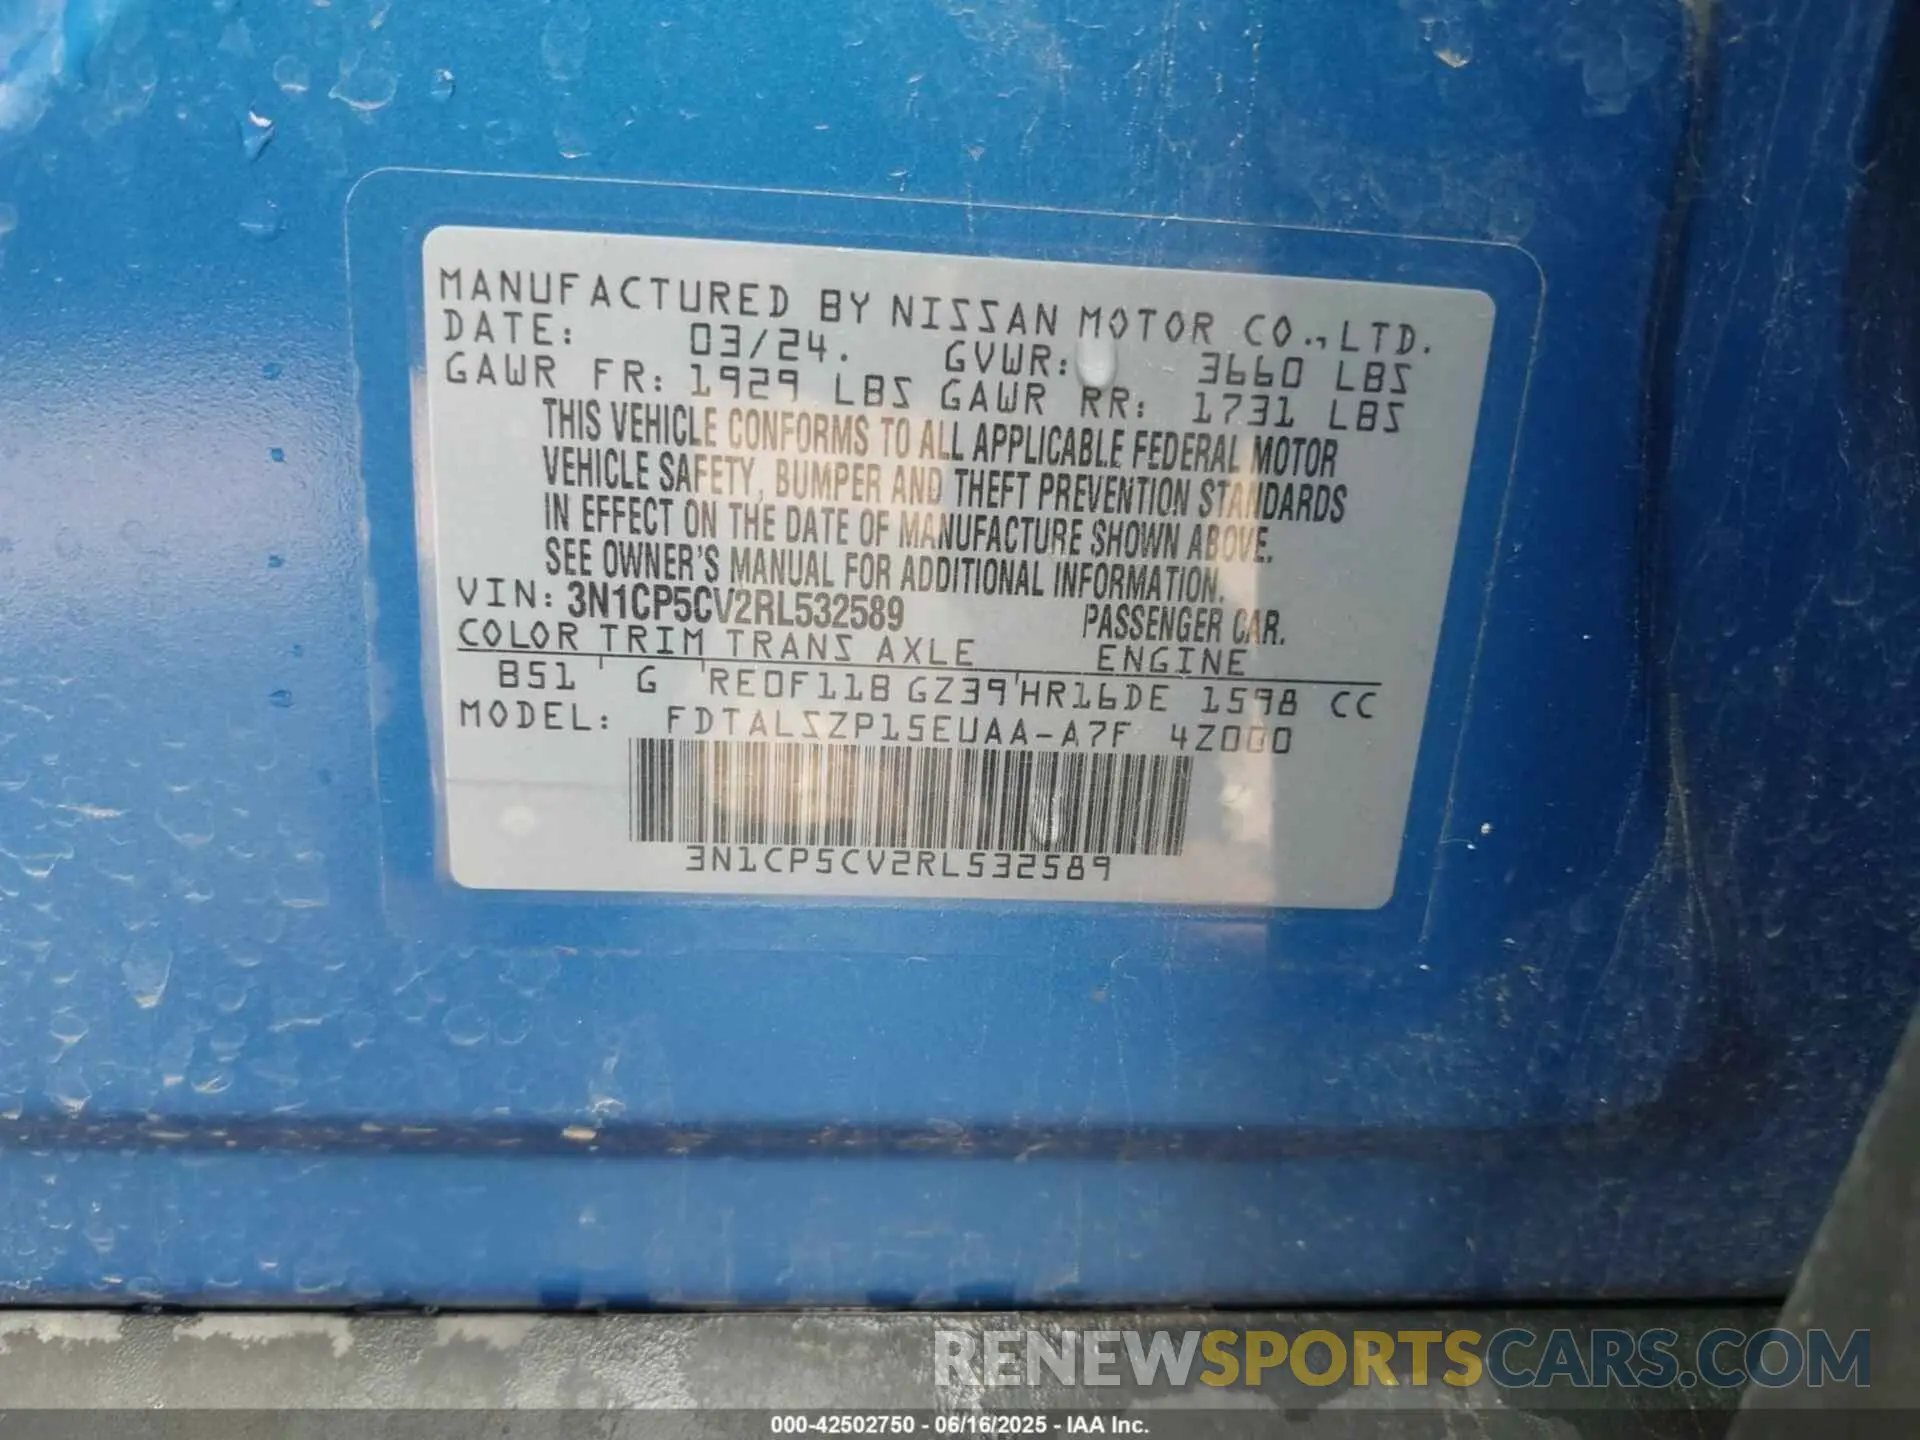 MANUFACTURED BY NISSAN MOTOR CO.,LTD.
DATE: 03/24. GVWR: 3660 LBS
GAWR FR: 1929 LBS GAWR RR: 1731 LBS
THIS VEHICLE CONFORMS TO ALL APPLICABLE FEDERAL MOTOR
VEHICLE SAFETY, BUMPER AND THEFT PREVENTION STANDARDS
IN EFFECT ON THE DATE OF MANUFACTURE SHOWN ABOVE.
SEE OWNER'S MANUAL FOR ADDITIONAL INFORMATION.
VIN: 3N1CP5CV2RL532589 PASSENGER CAR.
COLOR TRIM TRANS AXLE ENGINE
B51 G RE0F11B GZ39 HR16DE 1598 CC
MODEL: FDTALSZP15EUAA-A7F 4Z000
3N1CP5CV2RL532589
RENEWSPORTSCARS.COM
000-42502750 - 06/16/2025 - IAA Inc.